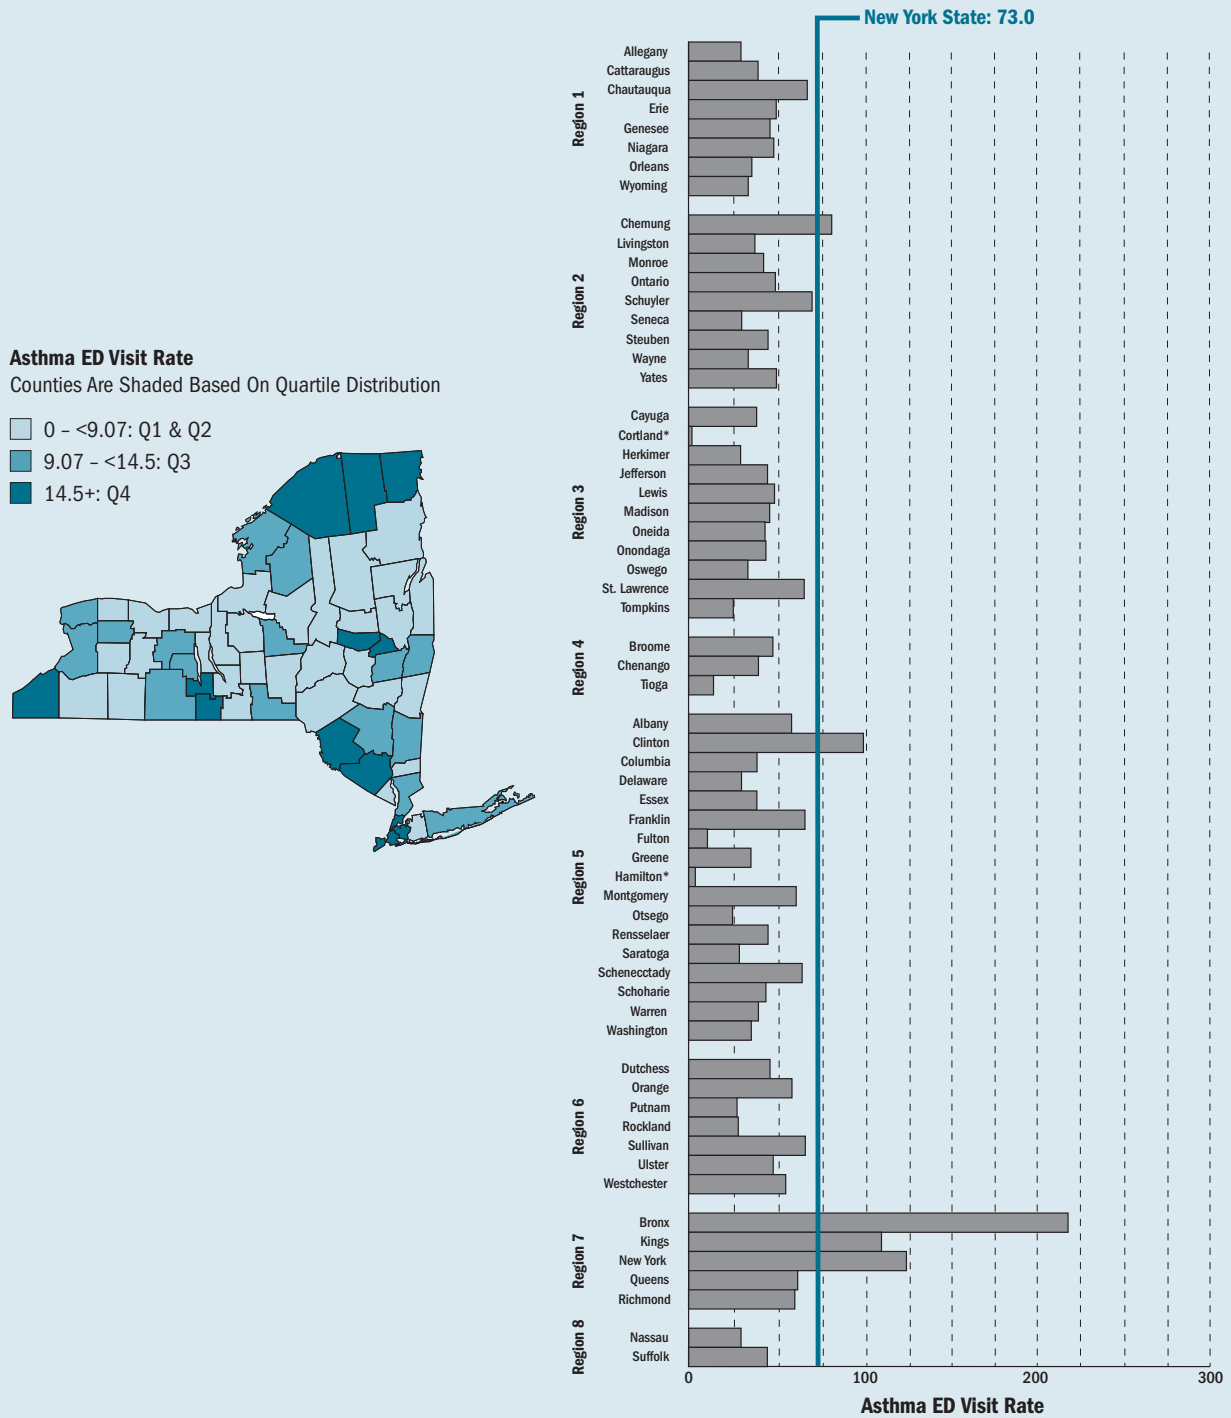 New York State: 73.0
Asthma ED Visit Rate
Counties Are Shaded Based On Quartile Distribution
0 – <9.07: Q1 & Q2
9.07 – <14.5: Q3
14.5+: Q4
Region 1
Allegany
Cattaraugus
Chautauqua
Erie
Genesee
Niagara
Orleans
Wyoming
Region 2
Chemung
Livingston
Monroe
Ontario
Schuyler
Seneca
Steuben
Wayne
Yates
Region 3
Cayuga
Cortland*
Herkimer
Jefferson
Lewis
Madison
Oneida
Onondaga
Oswego
St. Lawrence
Tompkins
Region 4
Broome
Chenango
Tioga
Region 5
Albany
Clinton
Columbia
Delaware
Essex
Franklin
Fulton
Greene
Hamilton*
Montgomery
Otsego
Rensselaer
Saratoga
Schenecctady
Schoharie
Warren
Washington
Region 6
Dutchess
Orange
Putnam
Rockland
Sullivan
Ulster
Westchester
Region 7
Bronx
Kings
New York
Queens
Richmond
Region 8
Nassau
Suffolk
0 100 200 300
Asthma ED Visit Rate